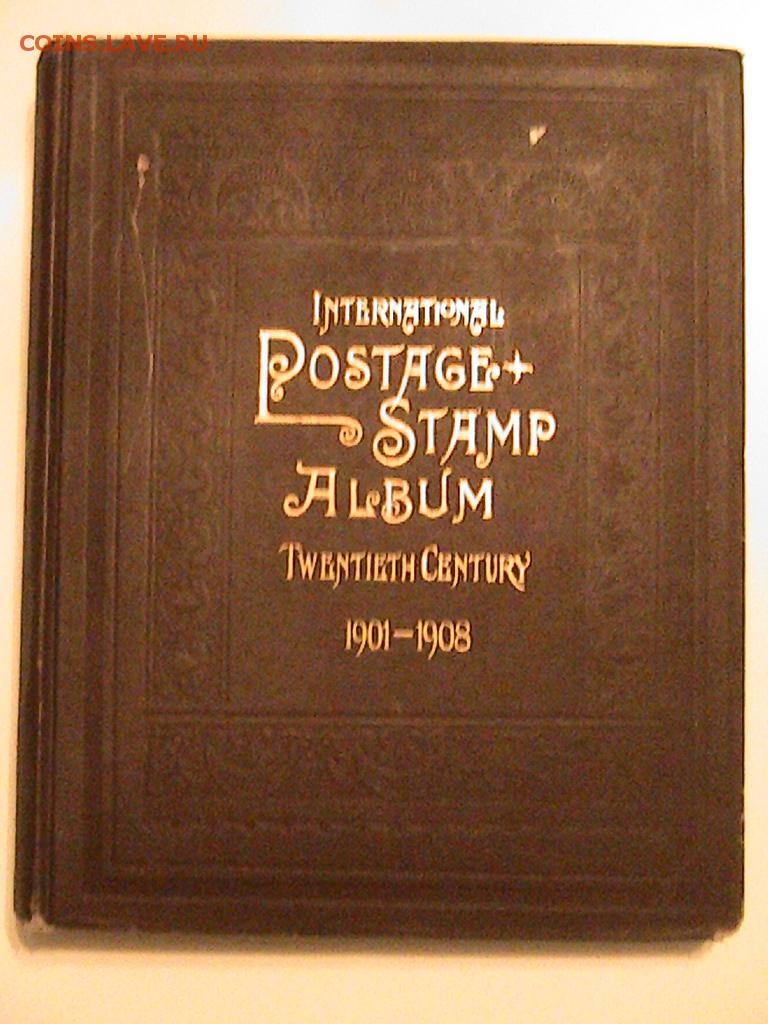 COINS.LAVE.RU
INTERNATIONAL
POSTAGE+
STAMP
ALBUM
TWENTIETH CENTURY
1901–1908